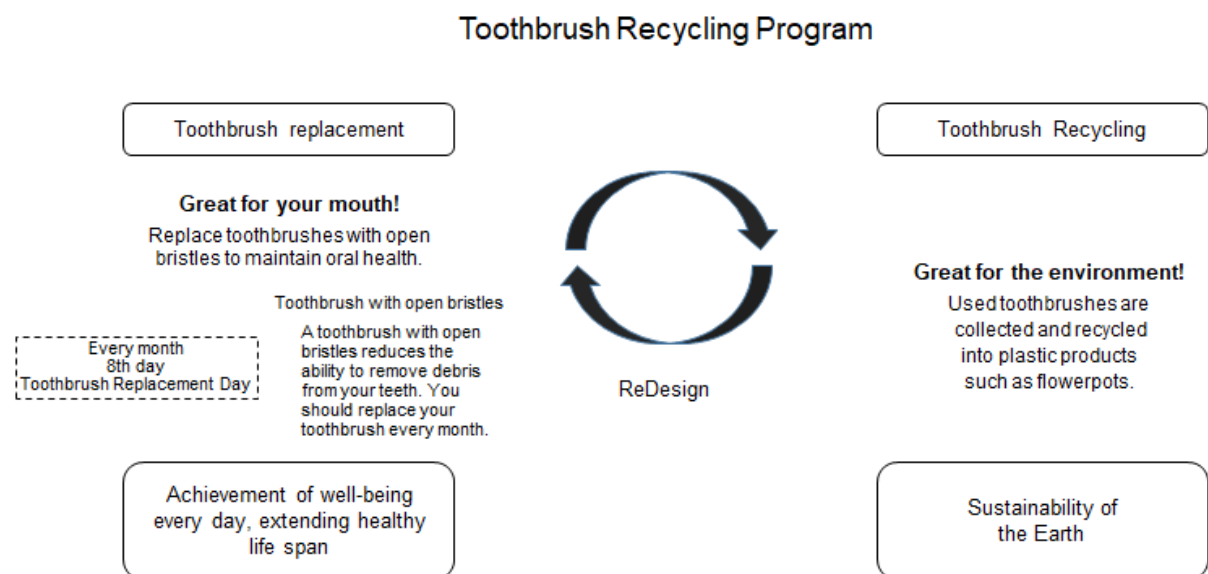 Toothbrush Recycling Program
Toothbrush replacement
Great for your mouth!
Replace toothbrushes with open
bristles to maintain oral health.
Toothbrush with open bristles
A toothbrush with open
bristles reduces the
ability to remove debris
from your teeth. You
should replace your
toothbrush every month.
Every month
8th day
Toothbrush Replacement Day
Achievement of well-being
every day, extending healthy
life span
ReDesign
Toothbrush Recycling
Great for the environment!
Used toothbrushes are
collected and recycled
into plastic products
such as flowerpots.
Sustainability of
the Earth